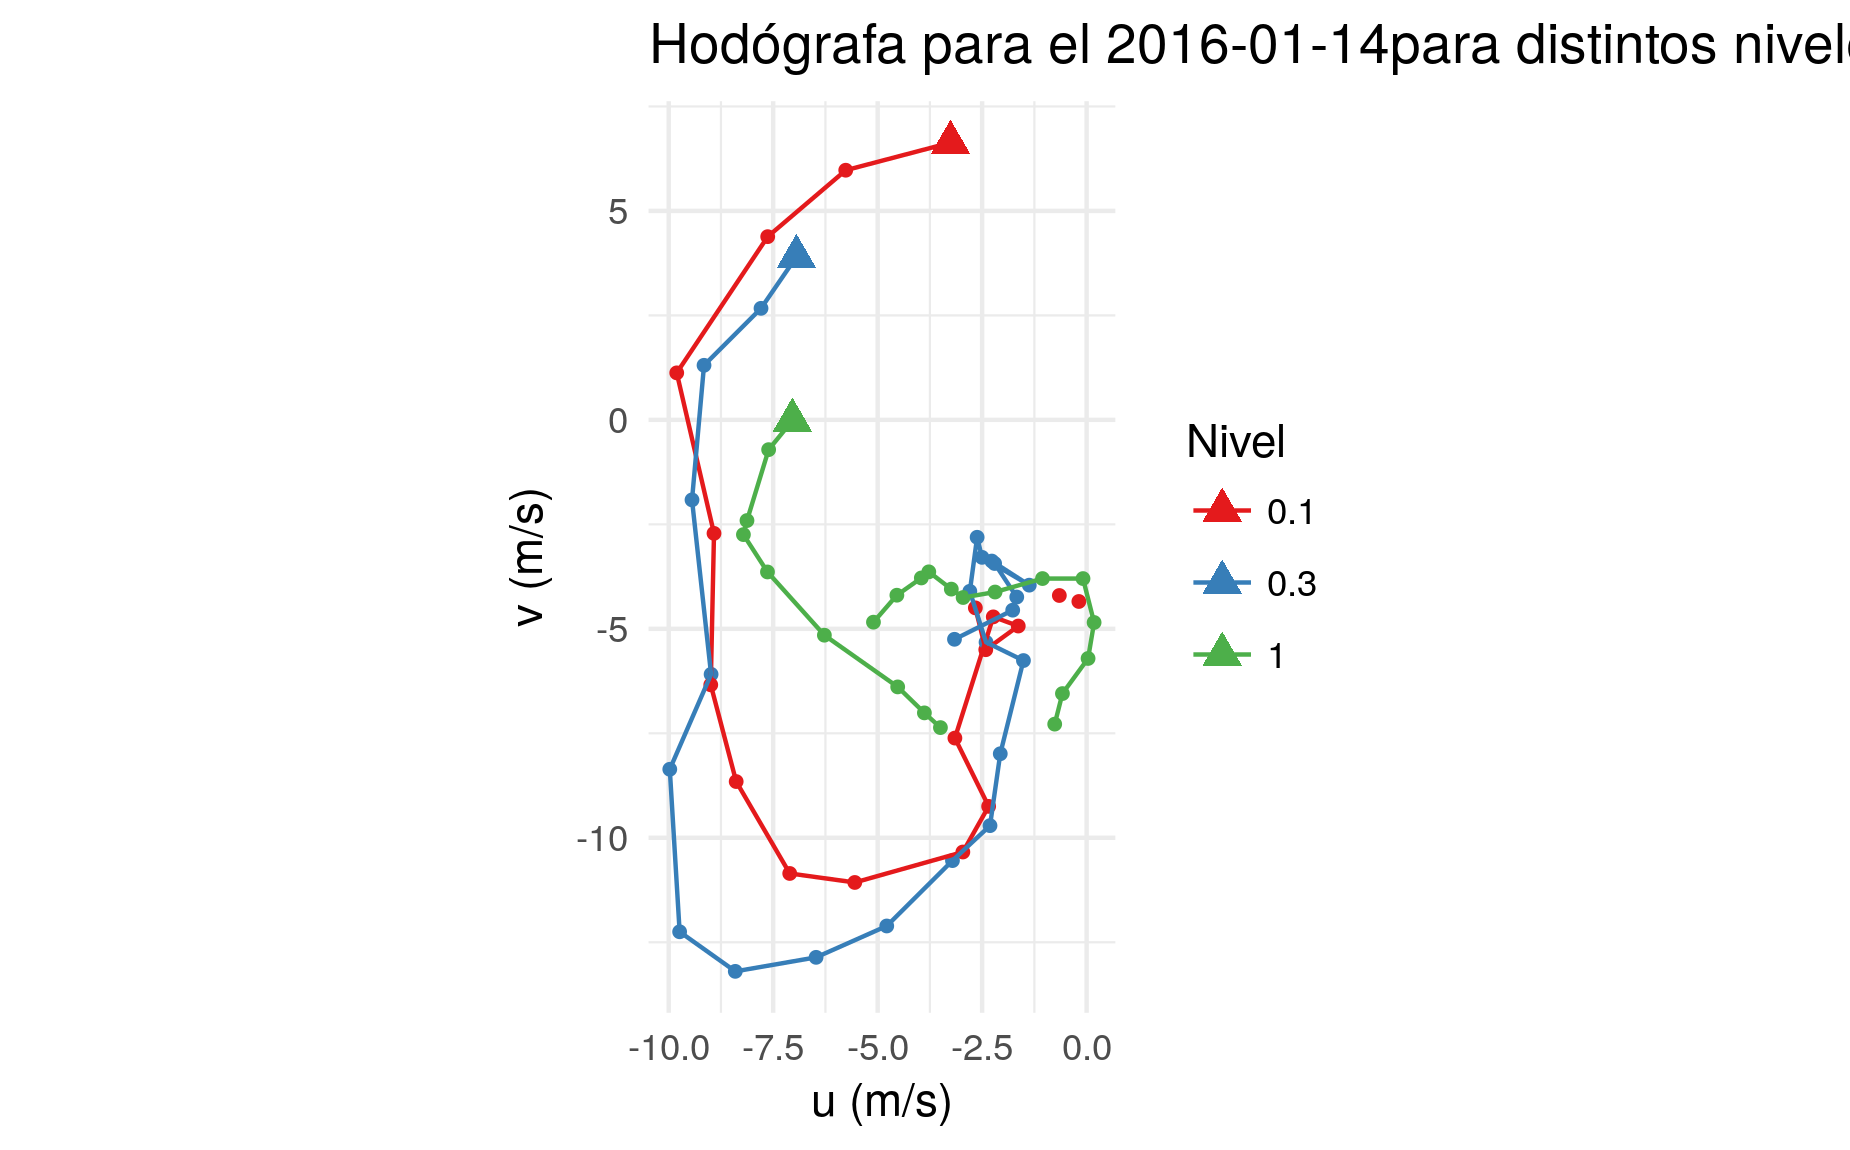 Hodógrafa para el 2016-01-14para distintos
5
0
-5
-10
v (m/s)
-10.0 -7.5 -5.0 -2.5 0.0
u (m/s)
Nivel
0.1
0.3
1